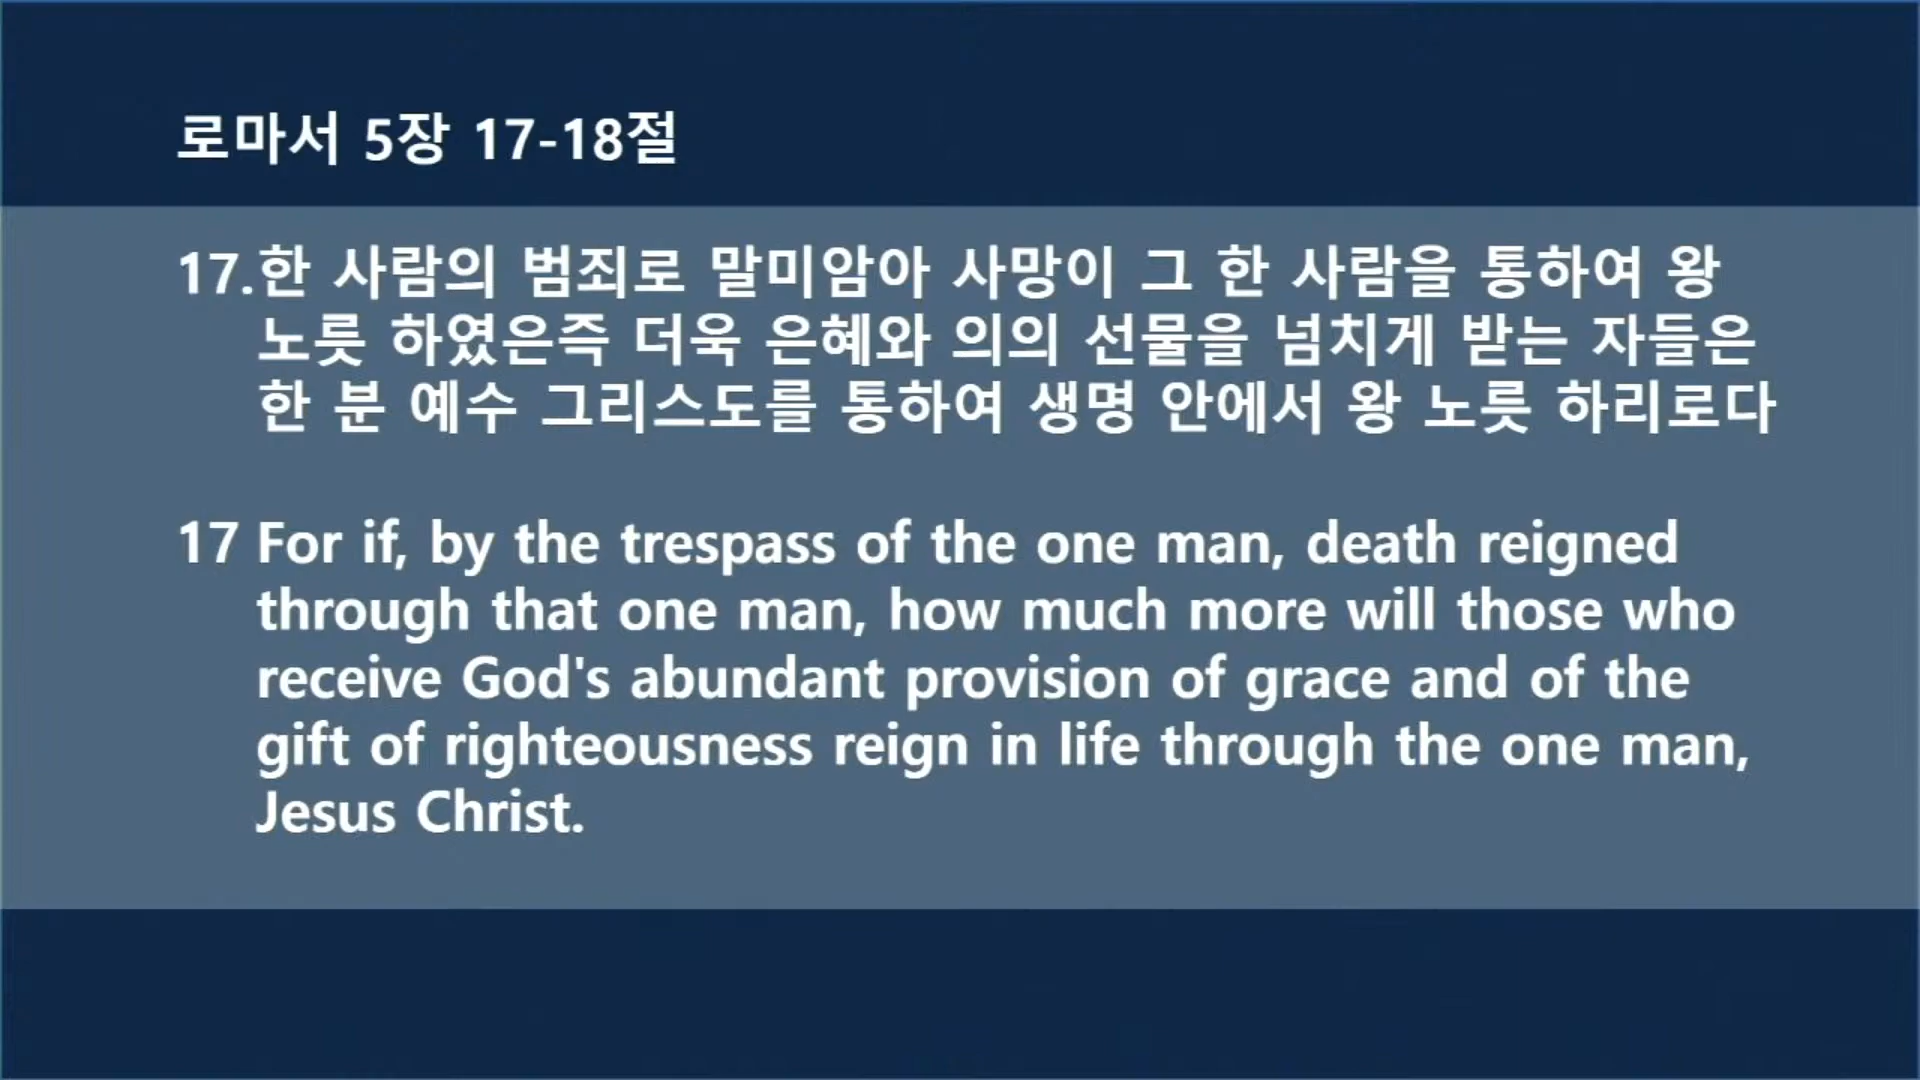 로마서 5장 17-18절
17.한 사람의 범죄로 말미암아 사망이 그 한 사람을 통하여 왕
노릇 하였은즉 더욱 은혜와 의의 선물을 넘치게 받는 자들은
한 분 예수 그리스도를 통하여 생명 안에서 왕 노릇 하리로다
17 For if, by the trespass of the one man, death reigned
through that one man, how much more will those who
receive God's abundant provision of grace and of the
gift of righteousness reign in life through the one man,
Jesus Christ.